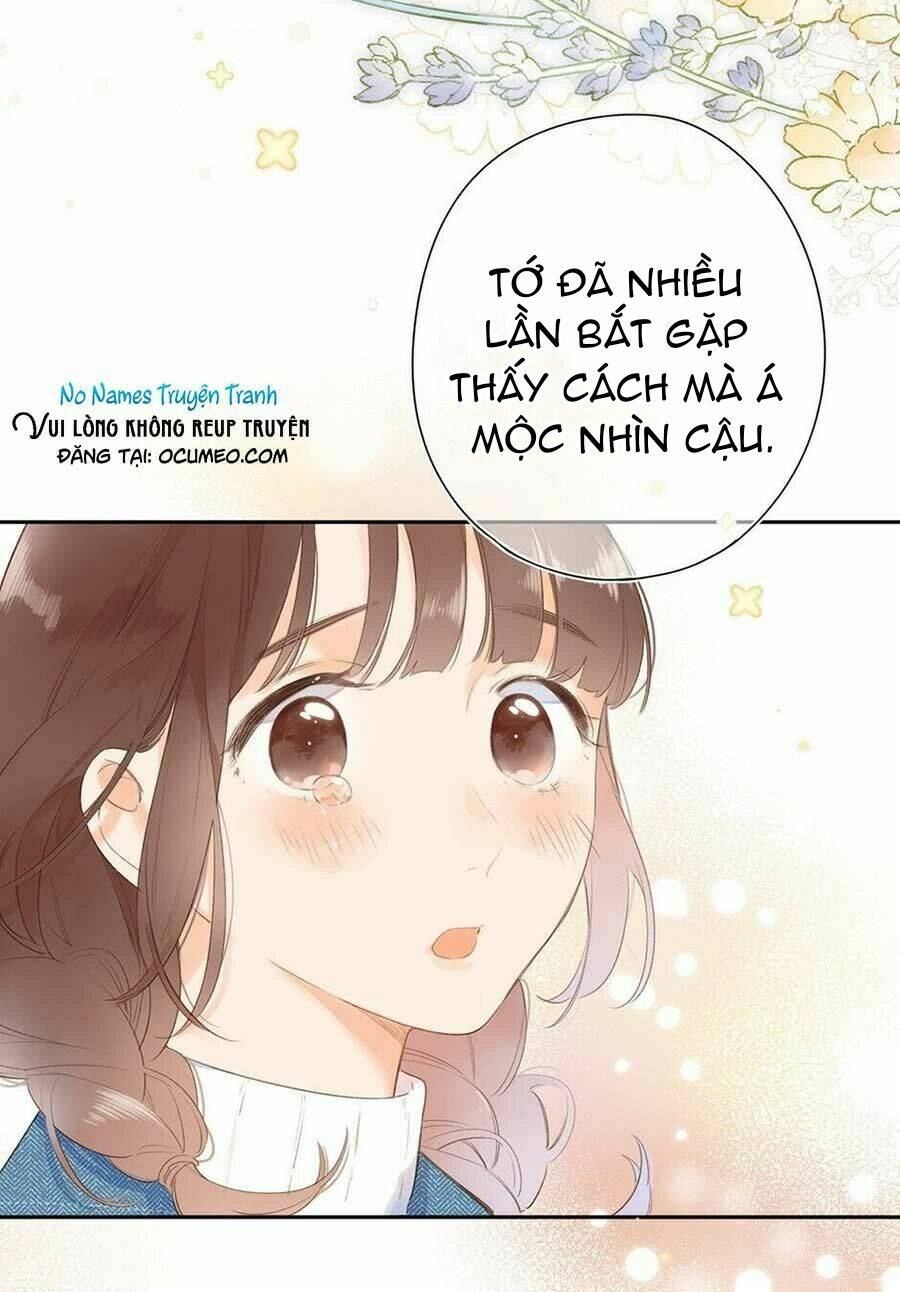 TỚ ĐÃ NHIỀU
LẦN BẮT GẶP
THẤY CÁCH MÀ Á
MỘC NHÌN CẬU.
No Names Truyện Tranh
VUI LÒNG KHÔNG REUP TRUYỆN
ĐĂNG TẠI: OCUMEO.COM